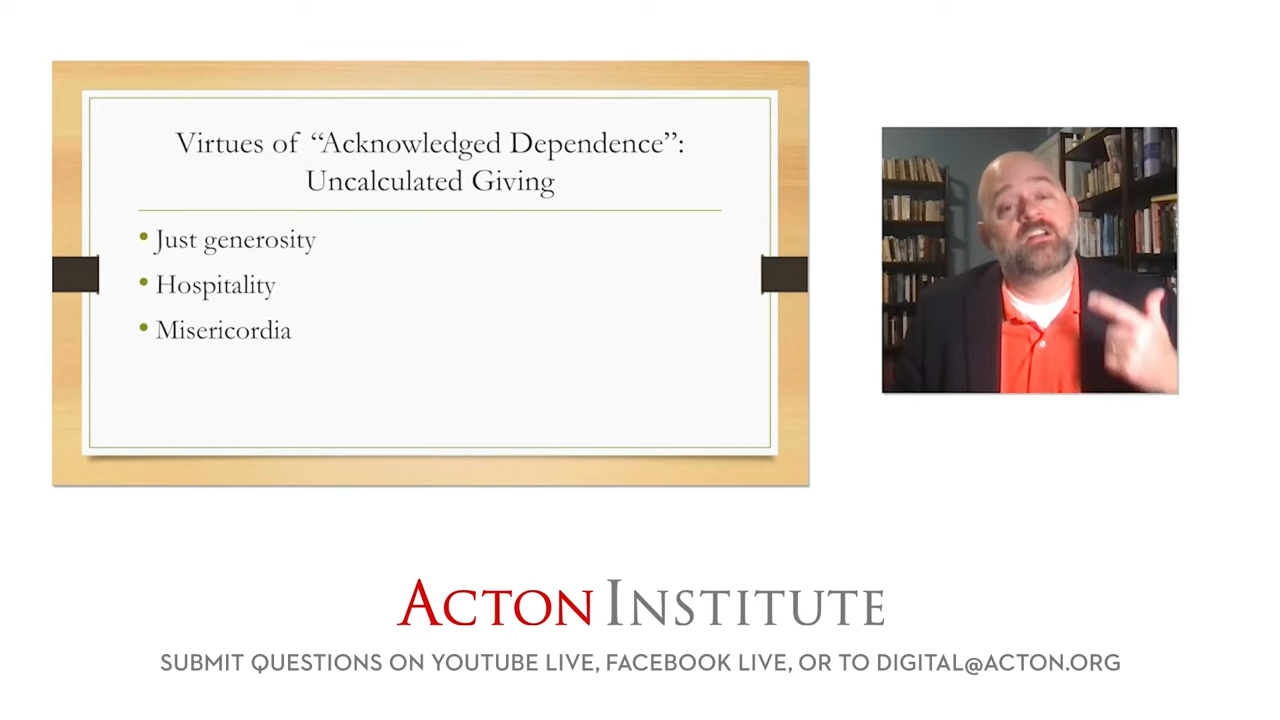 Virtues of “Acknowledged Dependence”:
Uncalculated Giving
• Just generosity
• Hospitality
• Misericordia
ACTON INSTITUTE
SUBMIT QUESTIONS ON YOUTUBE LIVE, FACEBOOK LIVE, OR TO DIGITAL@ACTON.ORG